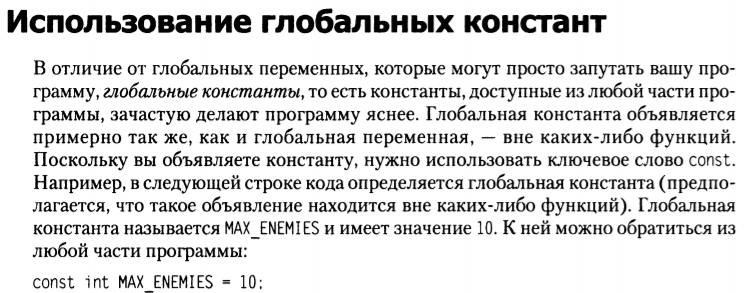 Использование глобальных констант
В отличие от глобальных переменных, которые могут просто запутать вашу про-
грамму, глобальные константы, то есть константы, доступные из любой части про-
граммы, зачастую делают программу яснее. Глобальная константа объявляется
примерно так же, как и глобальная переменная, — вне каких-либо функций.
Поскольку вы объявляете константу, нужно использовать ключевое слово const.
Например, в следующей строке кода определяется глобальная константа (предпо-
лагается, что такое объявление находится вне каких-либо функций). Глобальная
константа называется MAX_ENEMIES и имеет значение 10. К ней можно обратиться из
любой части программы:
const int MAX_ENEMIES = 10;